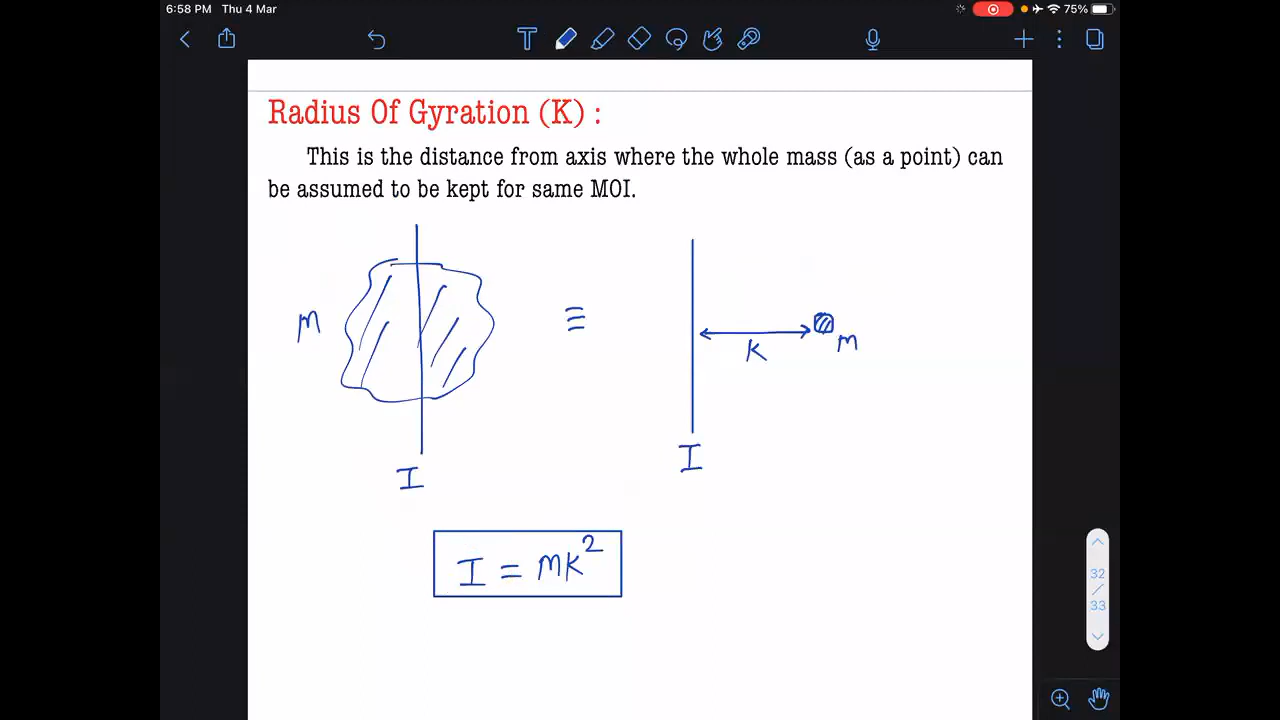 6:58 PM Thu 4 Mar
75%
Radius Of Gyration (K) :
This is the distance from axis where the whole mass (as a point) can
be assumed to be kept for same MOI.
M
≡
K
M
I
I
I = MK²
32
/
33